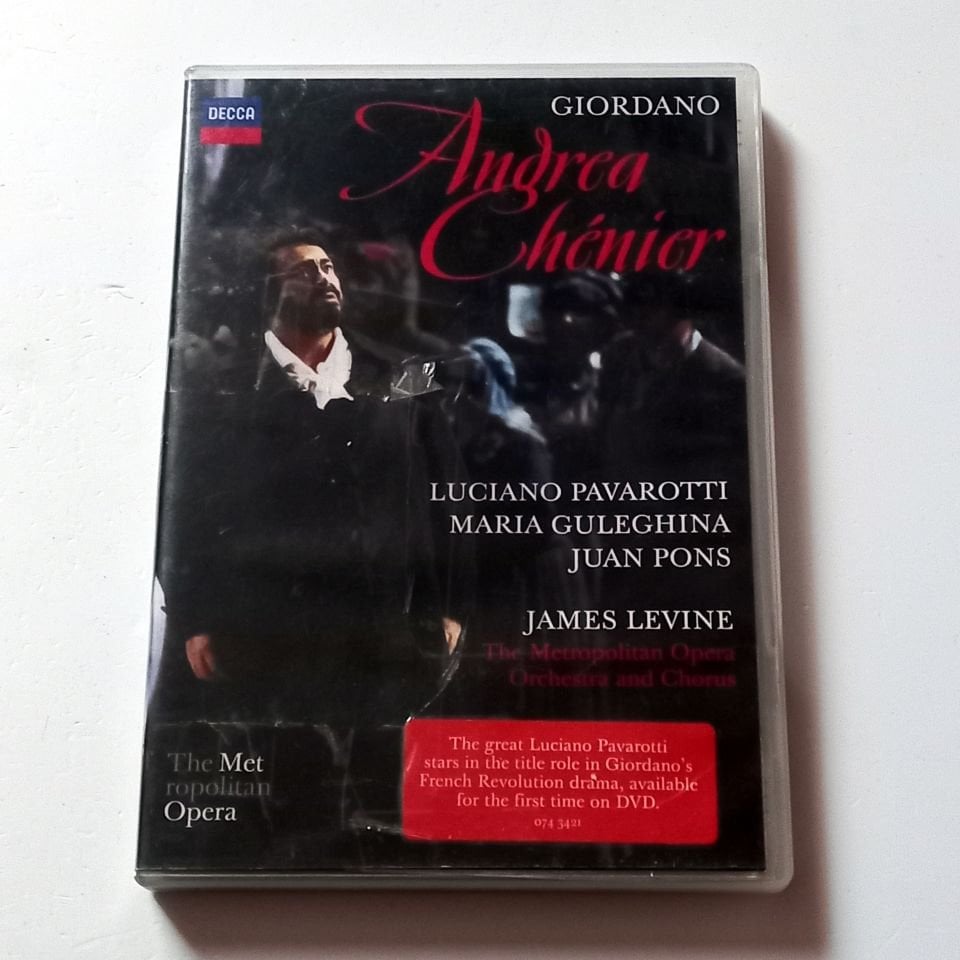 DECCA
GIORDANO
Andrea
Chénier
LUCIANO PAVAROTTI
MARIA GULEGHINA
JUAN PONS
JAMES LEVINE
The Metropolitan Opera
Orchestra and Chorus
The Met
ropolitan
Opera
The great Luciano Pavarotti
stars in the title role in Giordano's
French Revolution drama, available
for the first time on DVD.
074 3421